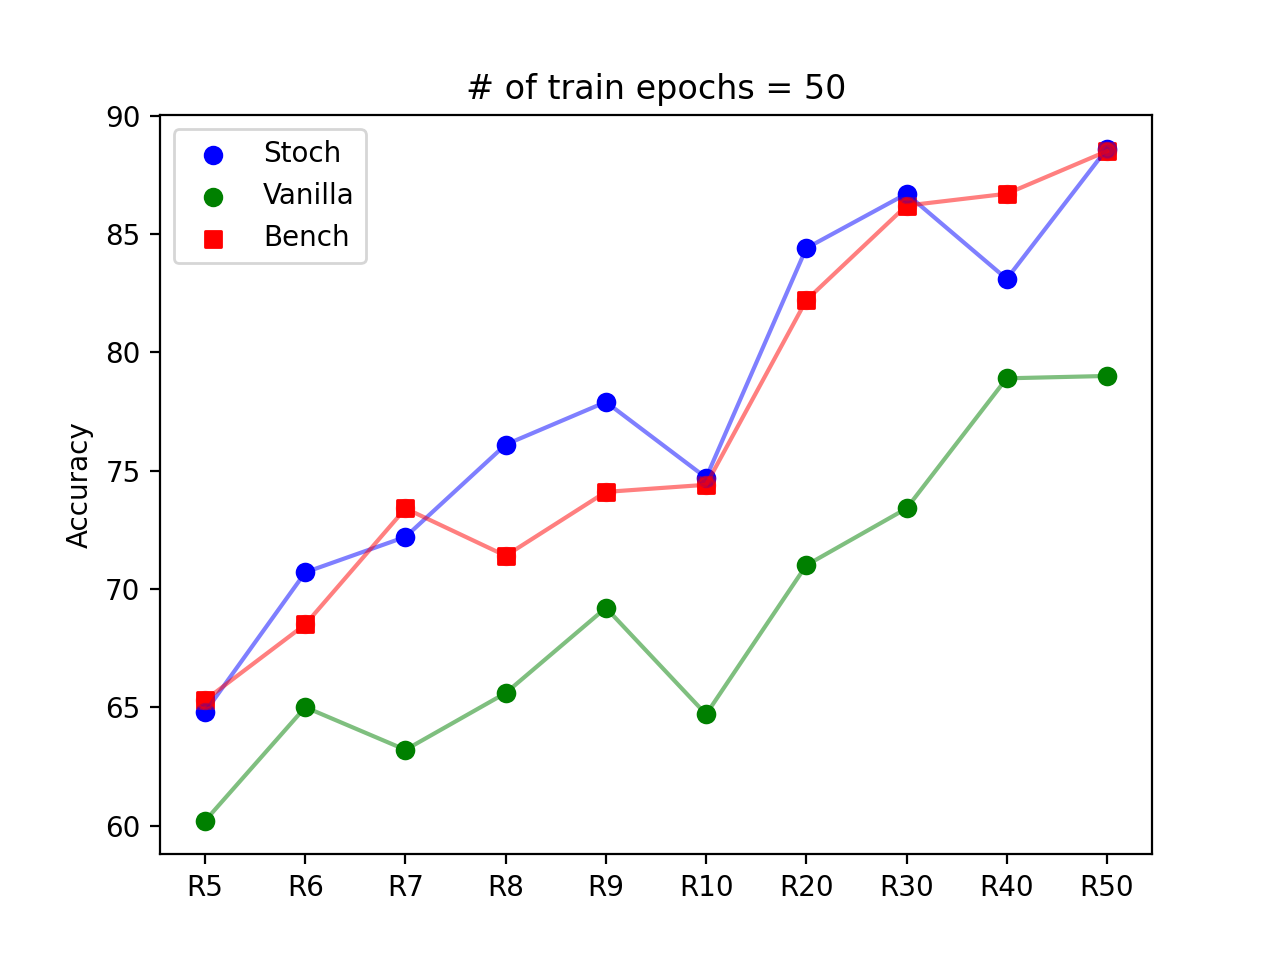 # of train epochs = 50
90
85
80
75
70
65
60
Accuracy
Stoch
Vanilla
Bench
R5 R6 R7 R8 R9 R10 R20 R30 R40 R50